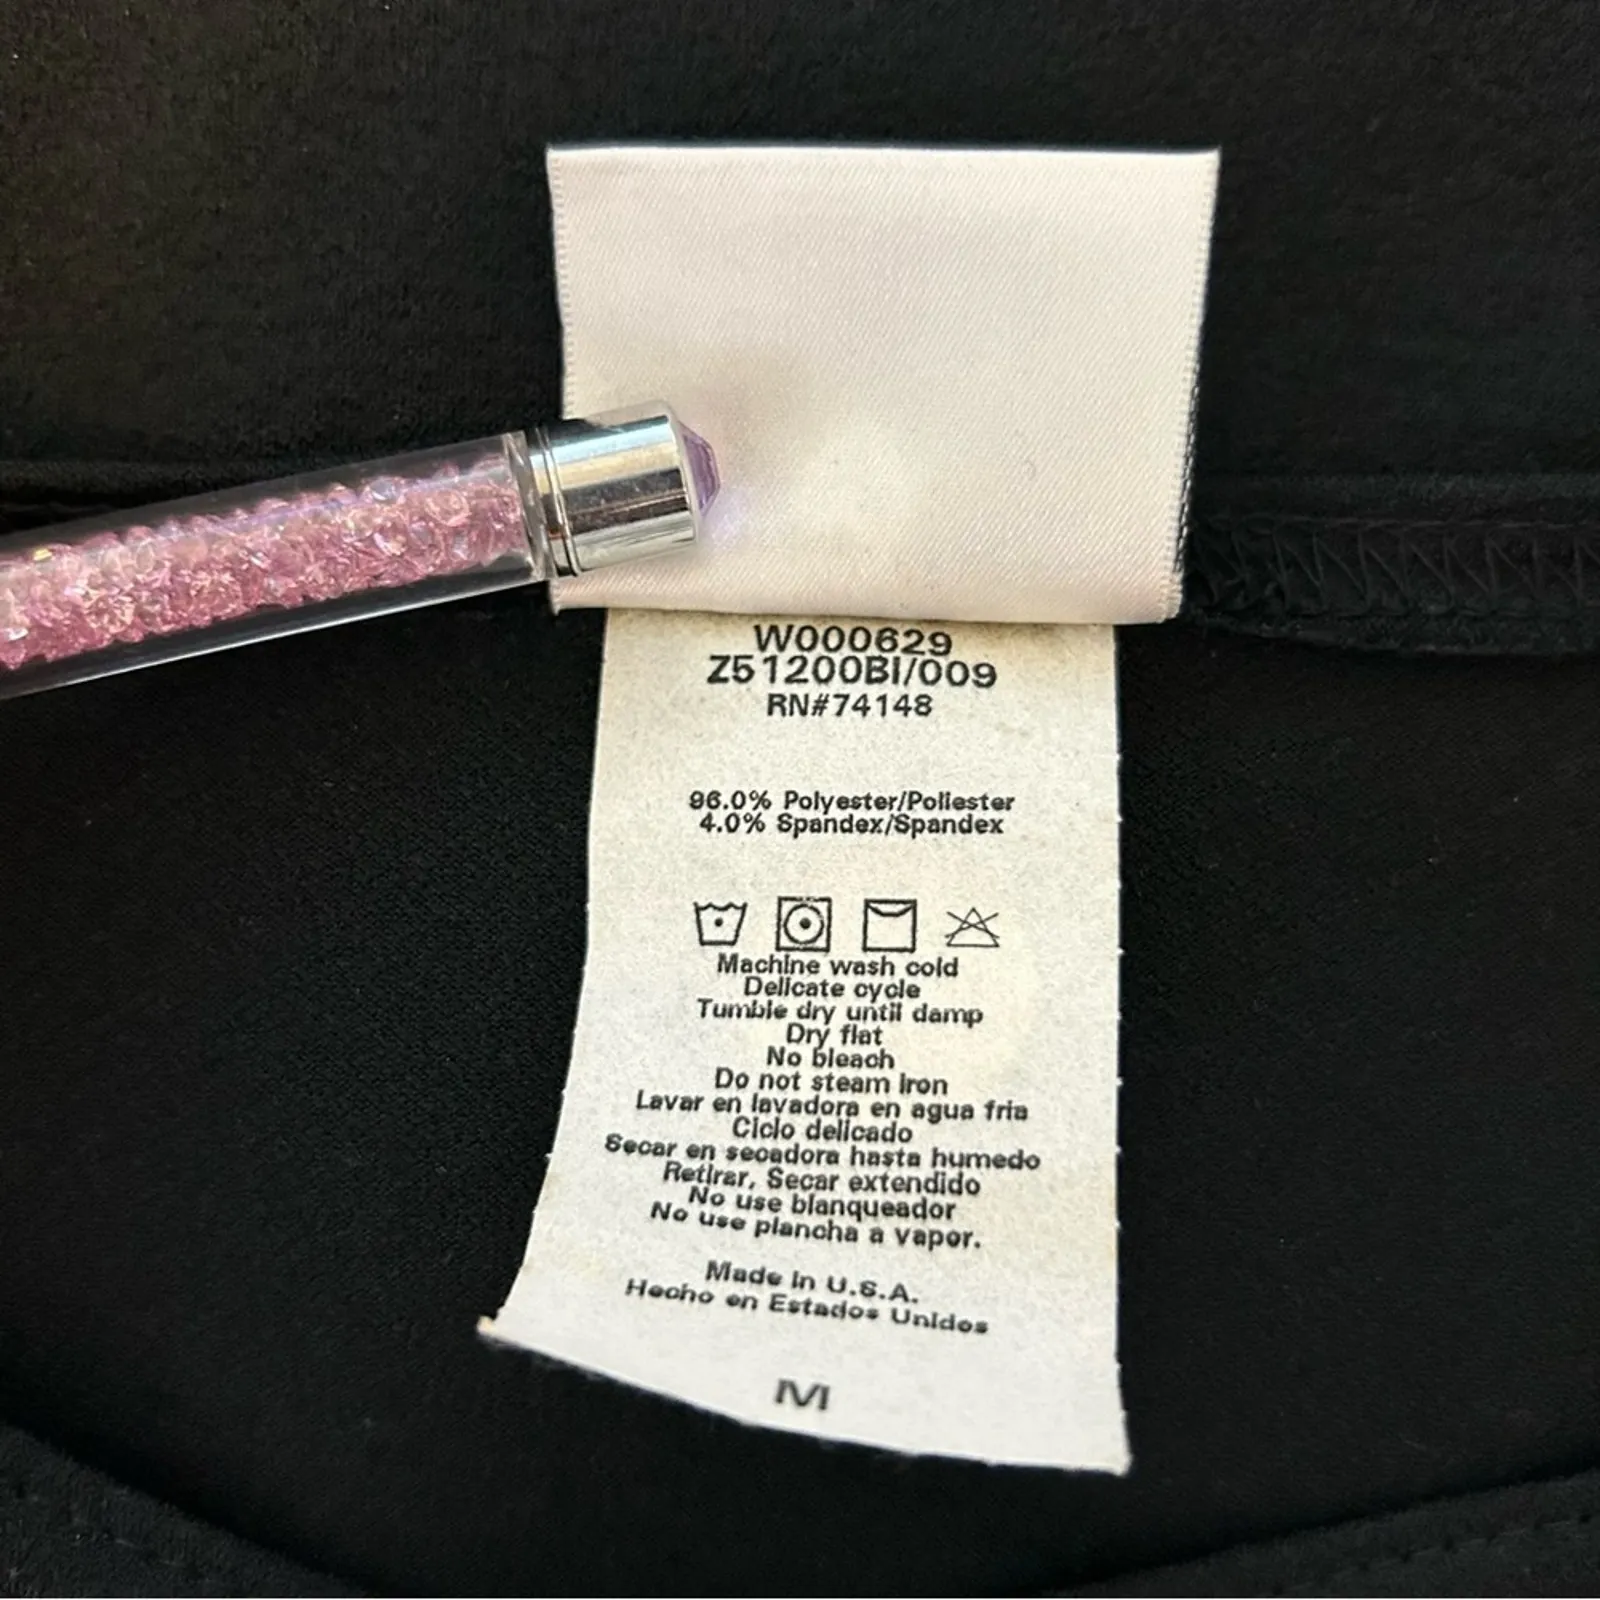 W000629
Z51200BI/009
RN#74148
96.0% Polyester/Poliester
4.0% Spandex/Spandex
Machine wash cold
Delicate cycle
Tumble dry until damp
Dry flat
No bleach
Do not steam Iron
Lavar en lavadora en agua fria
Ciclo delicado
Secar en secadora hasta humedo
Retirar, Secar extendido
No use blanqueador
No use plancha a vapor.
Made in U.S.A.
Hecho en Estados Unidos
M